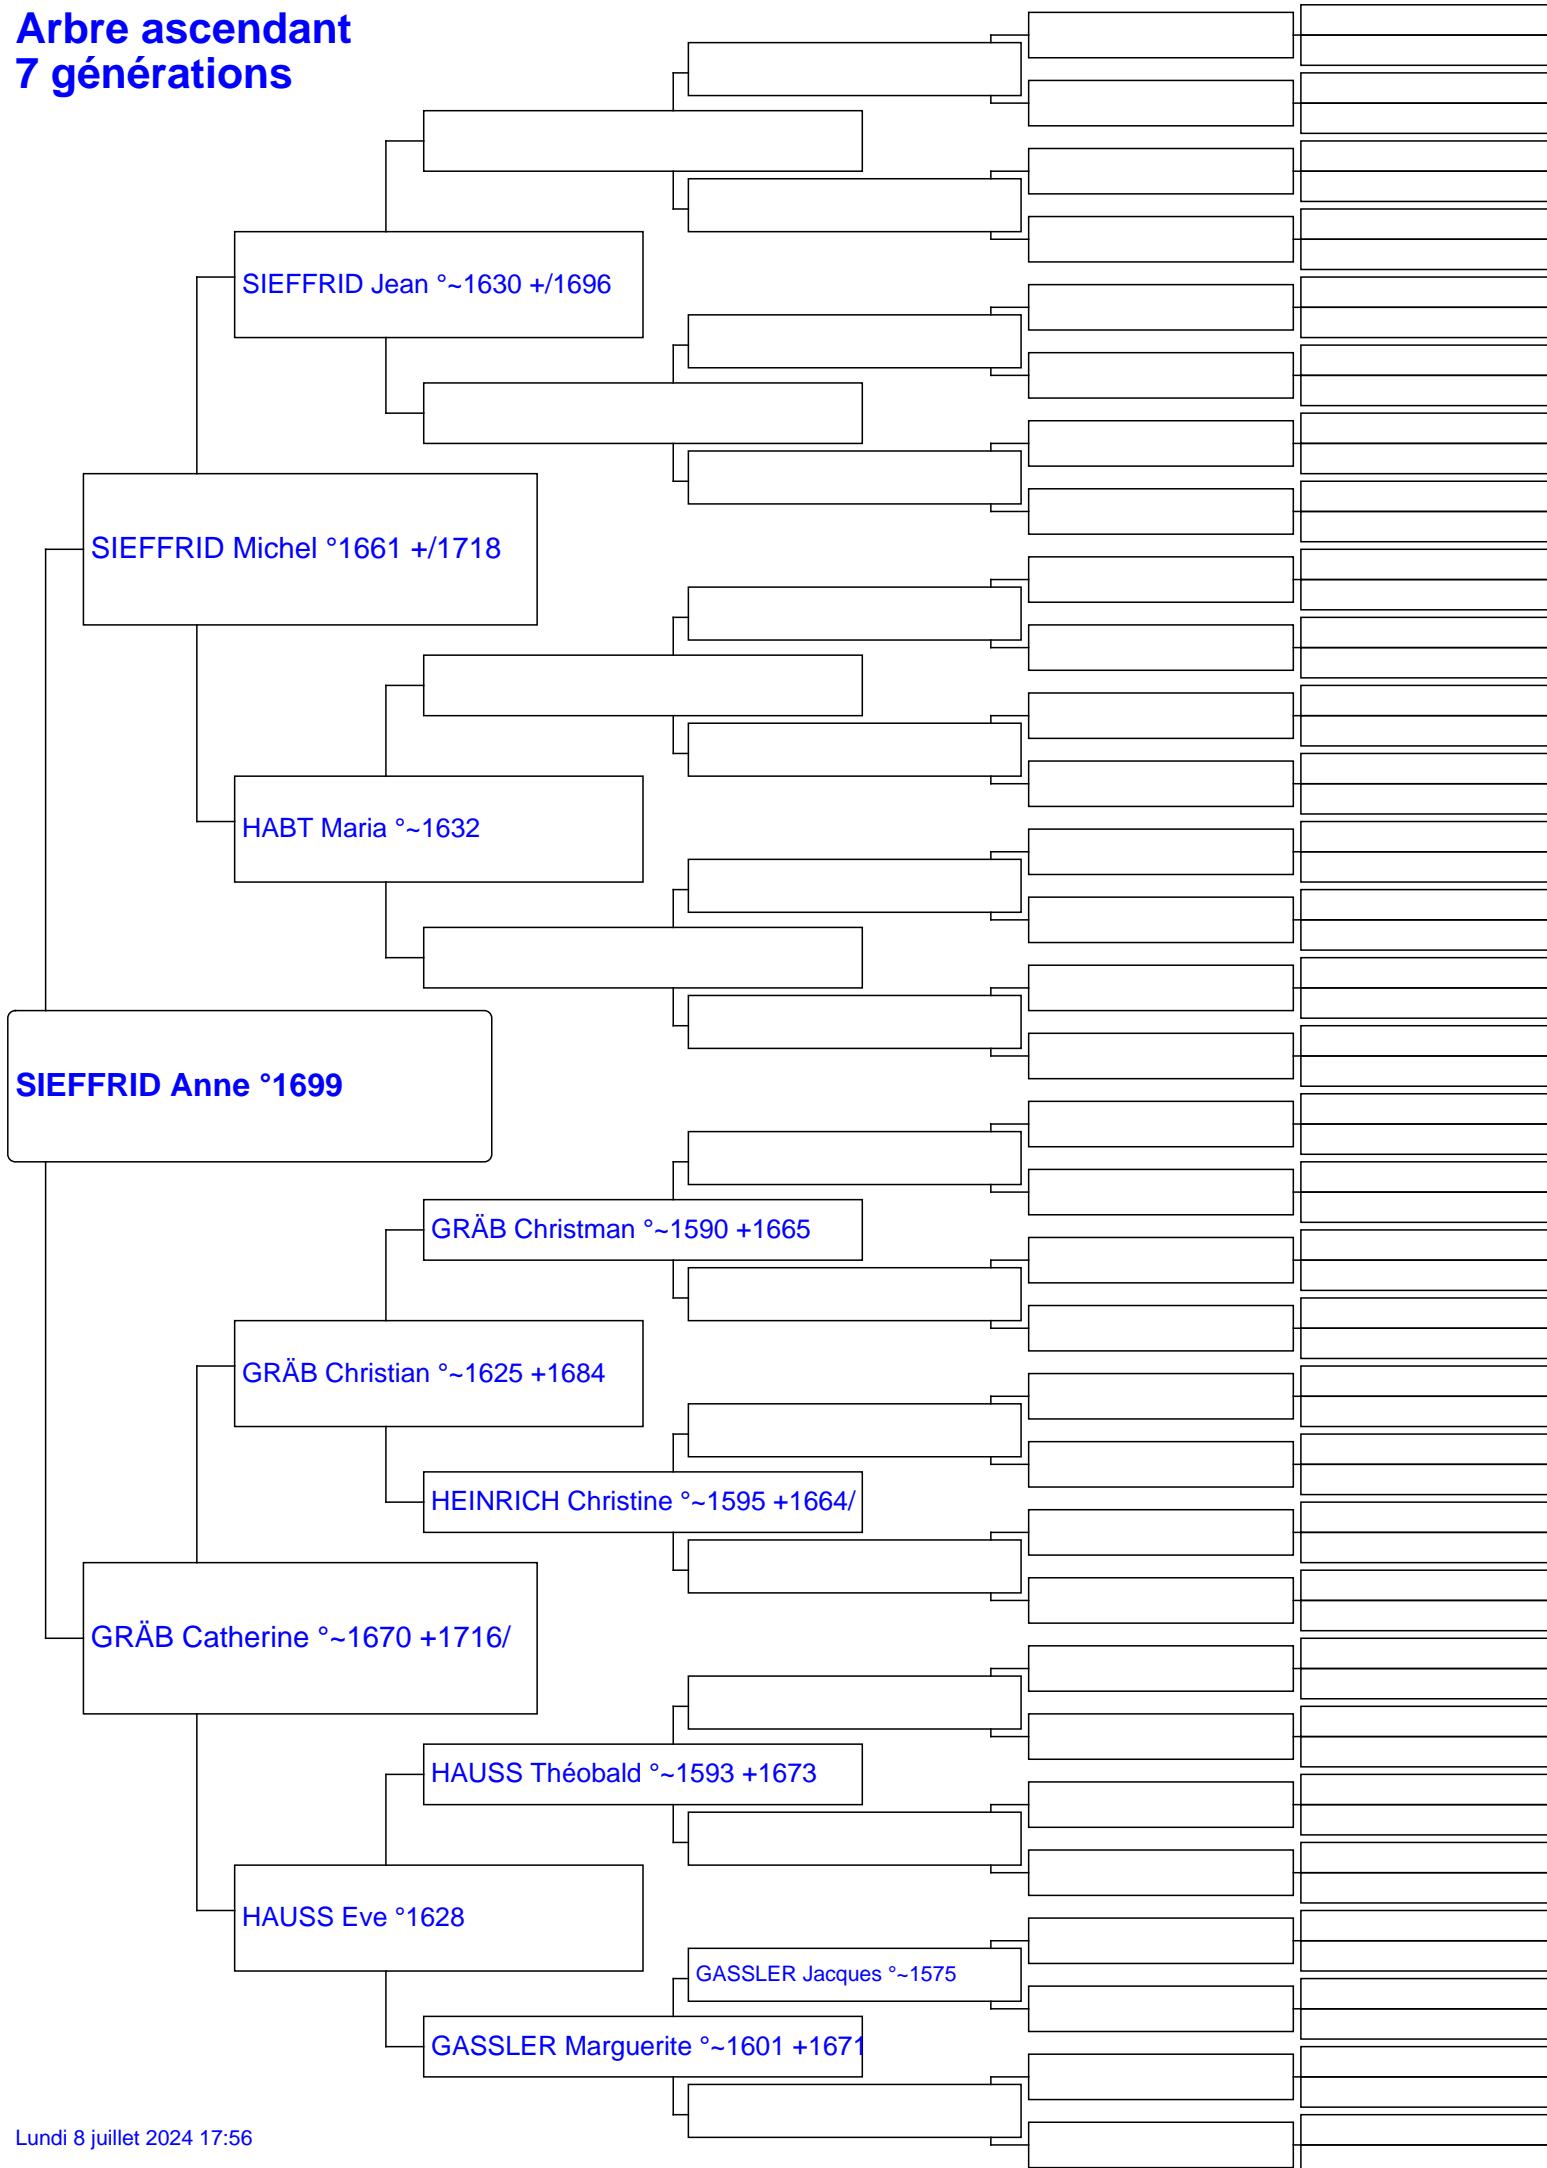 Arbre ascendant
7 générations
SIEFFRID Jean °~1630 +/1696
SIEFFRID Michel °1661 +/1718
HABT Maria °~1632
SIEFFRID Anne °1699
GRÄB Christman °~1590 +1665
GRÄB Christian °~1625 +1684
HEINRICH Christine °~1595 +1664/
GRÄB Catherine °~1670 +1716/
HAUSS Théobald °~1593 +1673
HAUSS Eve °1628
GASSLER Jacques °~1575
GASSLER Marguerite °~1601 +1671
Lundi 8 juillet 2024 17:56